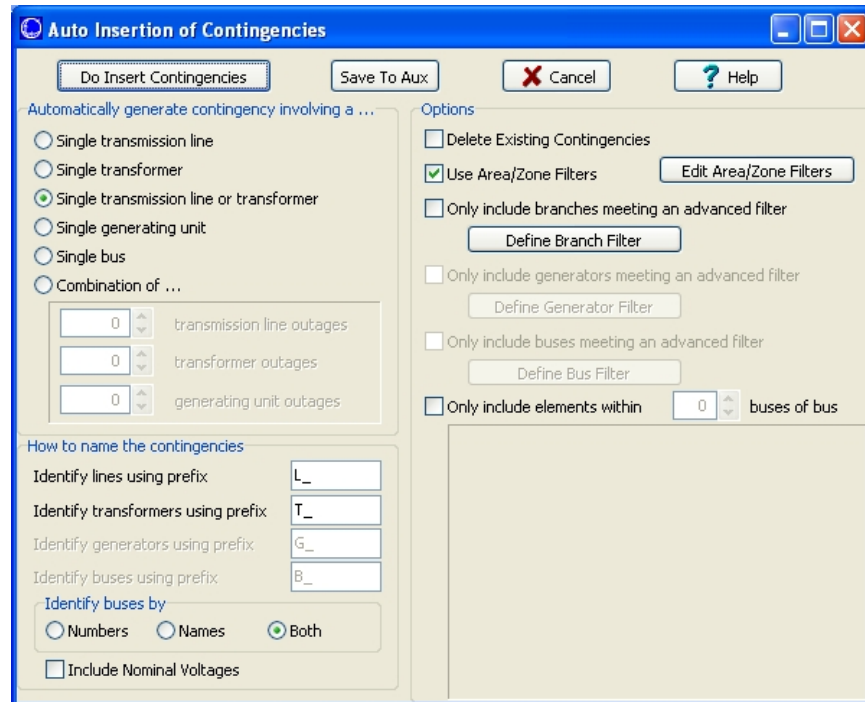 Auto Insertion of Contingencies
Do Insert Contingencies
Save To Aux
Cancel
? Help
Automatically generate contingency involving a ...
Single transmission line
Single transformer
Single transmission line or transformer
Single generating unit
Single bus
Combination of ...
0 transmission line outages
0 transformer outages
0 generating unit outages
How to name the contingencies
Identify lines using prefix L_
Identify transformers using prefix T_
Identify generators using prefix G_
Identify buses using prefix B_
Identify buses by
Numbers Names Both
Include Nominal Voltages
Options
Delete Existing Contingencies
Use Area/Zone Filters Edit Area/Zone Filters
Only include branches meeting an advanced filter
Define Branch Filter
Only include generators meeting an advanced filter
Define Generator Filter
Only include buses meeting an advanced filter
Define Bus Filter
Only include elements within 0 buses of bus